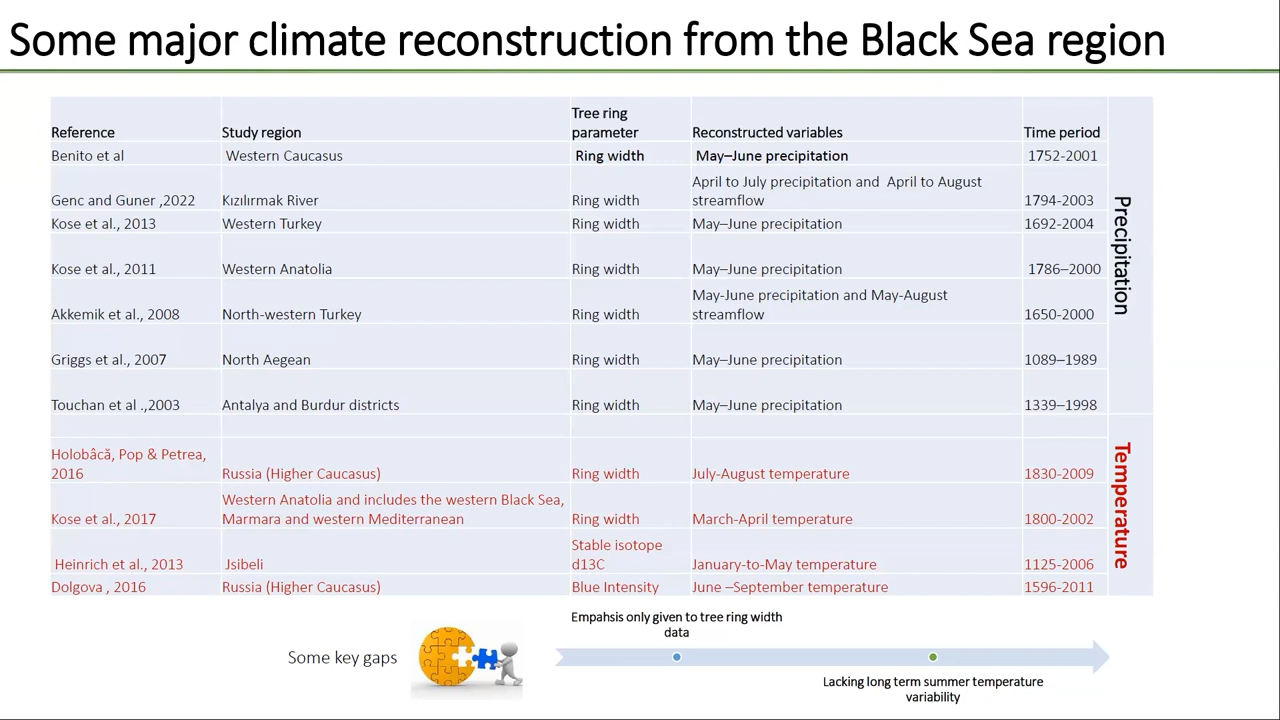 Some major climate reconstruction from the Black Sea region
Reference Study region Tree ring parameter Reconstructed variables Time period
Benito et al Western Caucasus Ring width May–June precipitation 1752-2001
Genc and Guner ,2022 Kızılırmak River Ring width April to July precipitation and April to August streamflow 1794-2003
Kose et al., 2013 Western Turkey Ring width May–June precipitation 1692-2004
Kose et al., 2011 Western Anatolia Ring width May–June precipitation 1786–2000
Akkemik et al., 2008 North-western Turkey Ring width May-June precipitation and May-August streamflow 1650-2000
Griggs et al., 2007 North Aegean Ring width May–June precipitation 1089–1989
Touchan et al .,2003 Antalya and Burdur districts Ring width May–June precipitation 1339–1998
Precipitation
Holobâcă, Pop & Petrea, 2016 Russia (Higher Caucasus) Ring width July-August temperature 1830-2009
Kose et al., 2017 Western Anatolia and includes the western Black Sea, Marmara and western Mediterranean Ring width March-April temperature 1800-2002
Heinrich et al., 2013 Jsibeli Stable isotope d13C January-to-May temperature 1125-2006
Dolgova , 2016 Russia (Higher Caucasus) Blue Intensity June –September temperature 1596-2011
Temperature
Some key gaps
Empahsis only given to tree ring width
data
Lacking long term summer temperature
variability